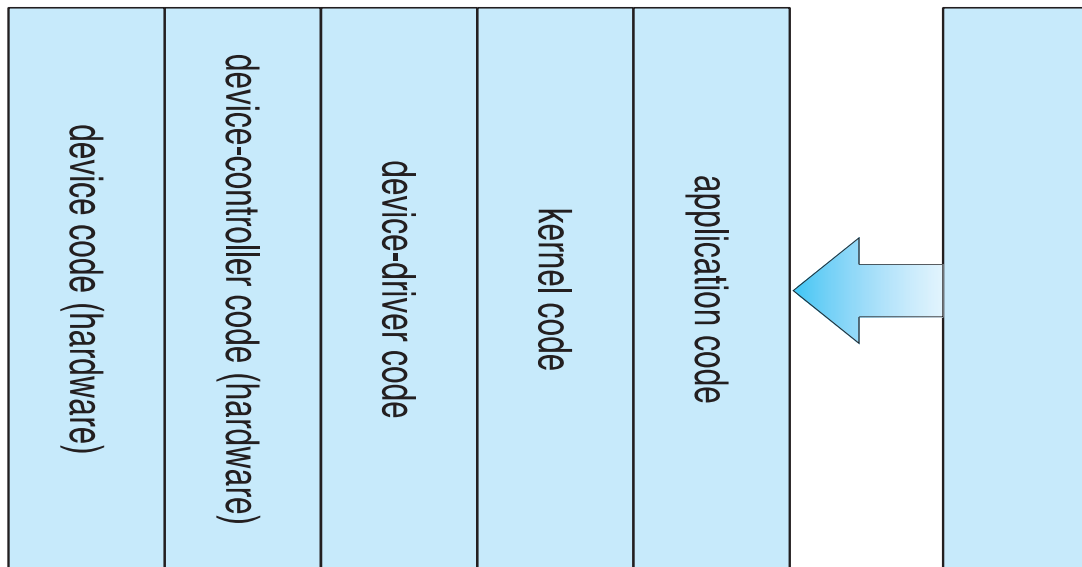 application code
kernel code
device-driver code
device-controller code (hardware)
device code (hardware)